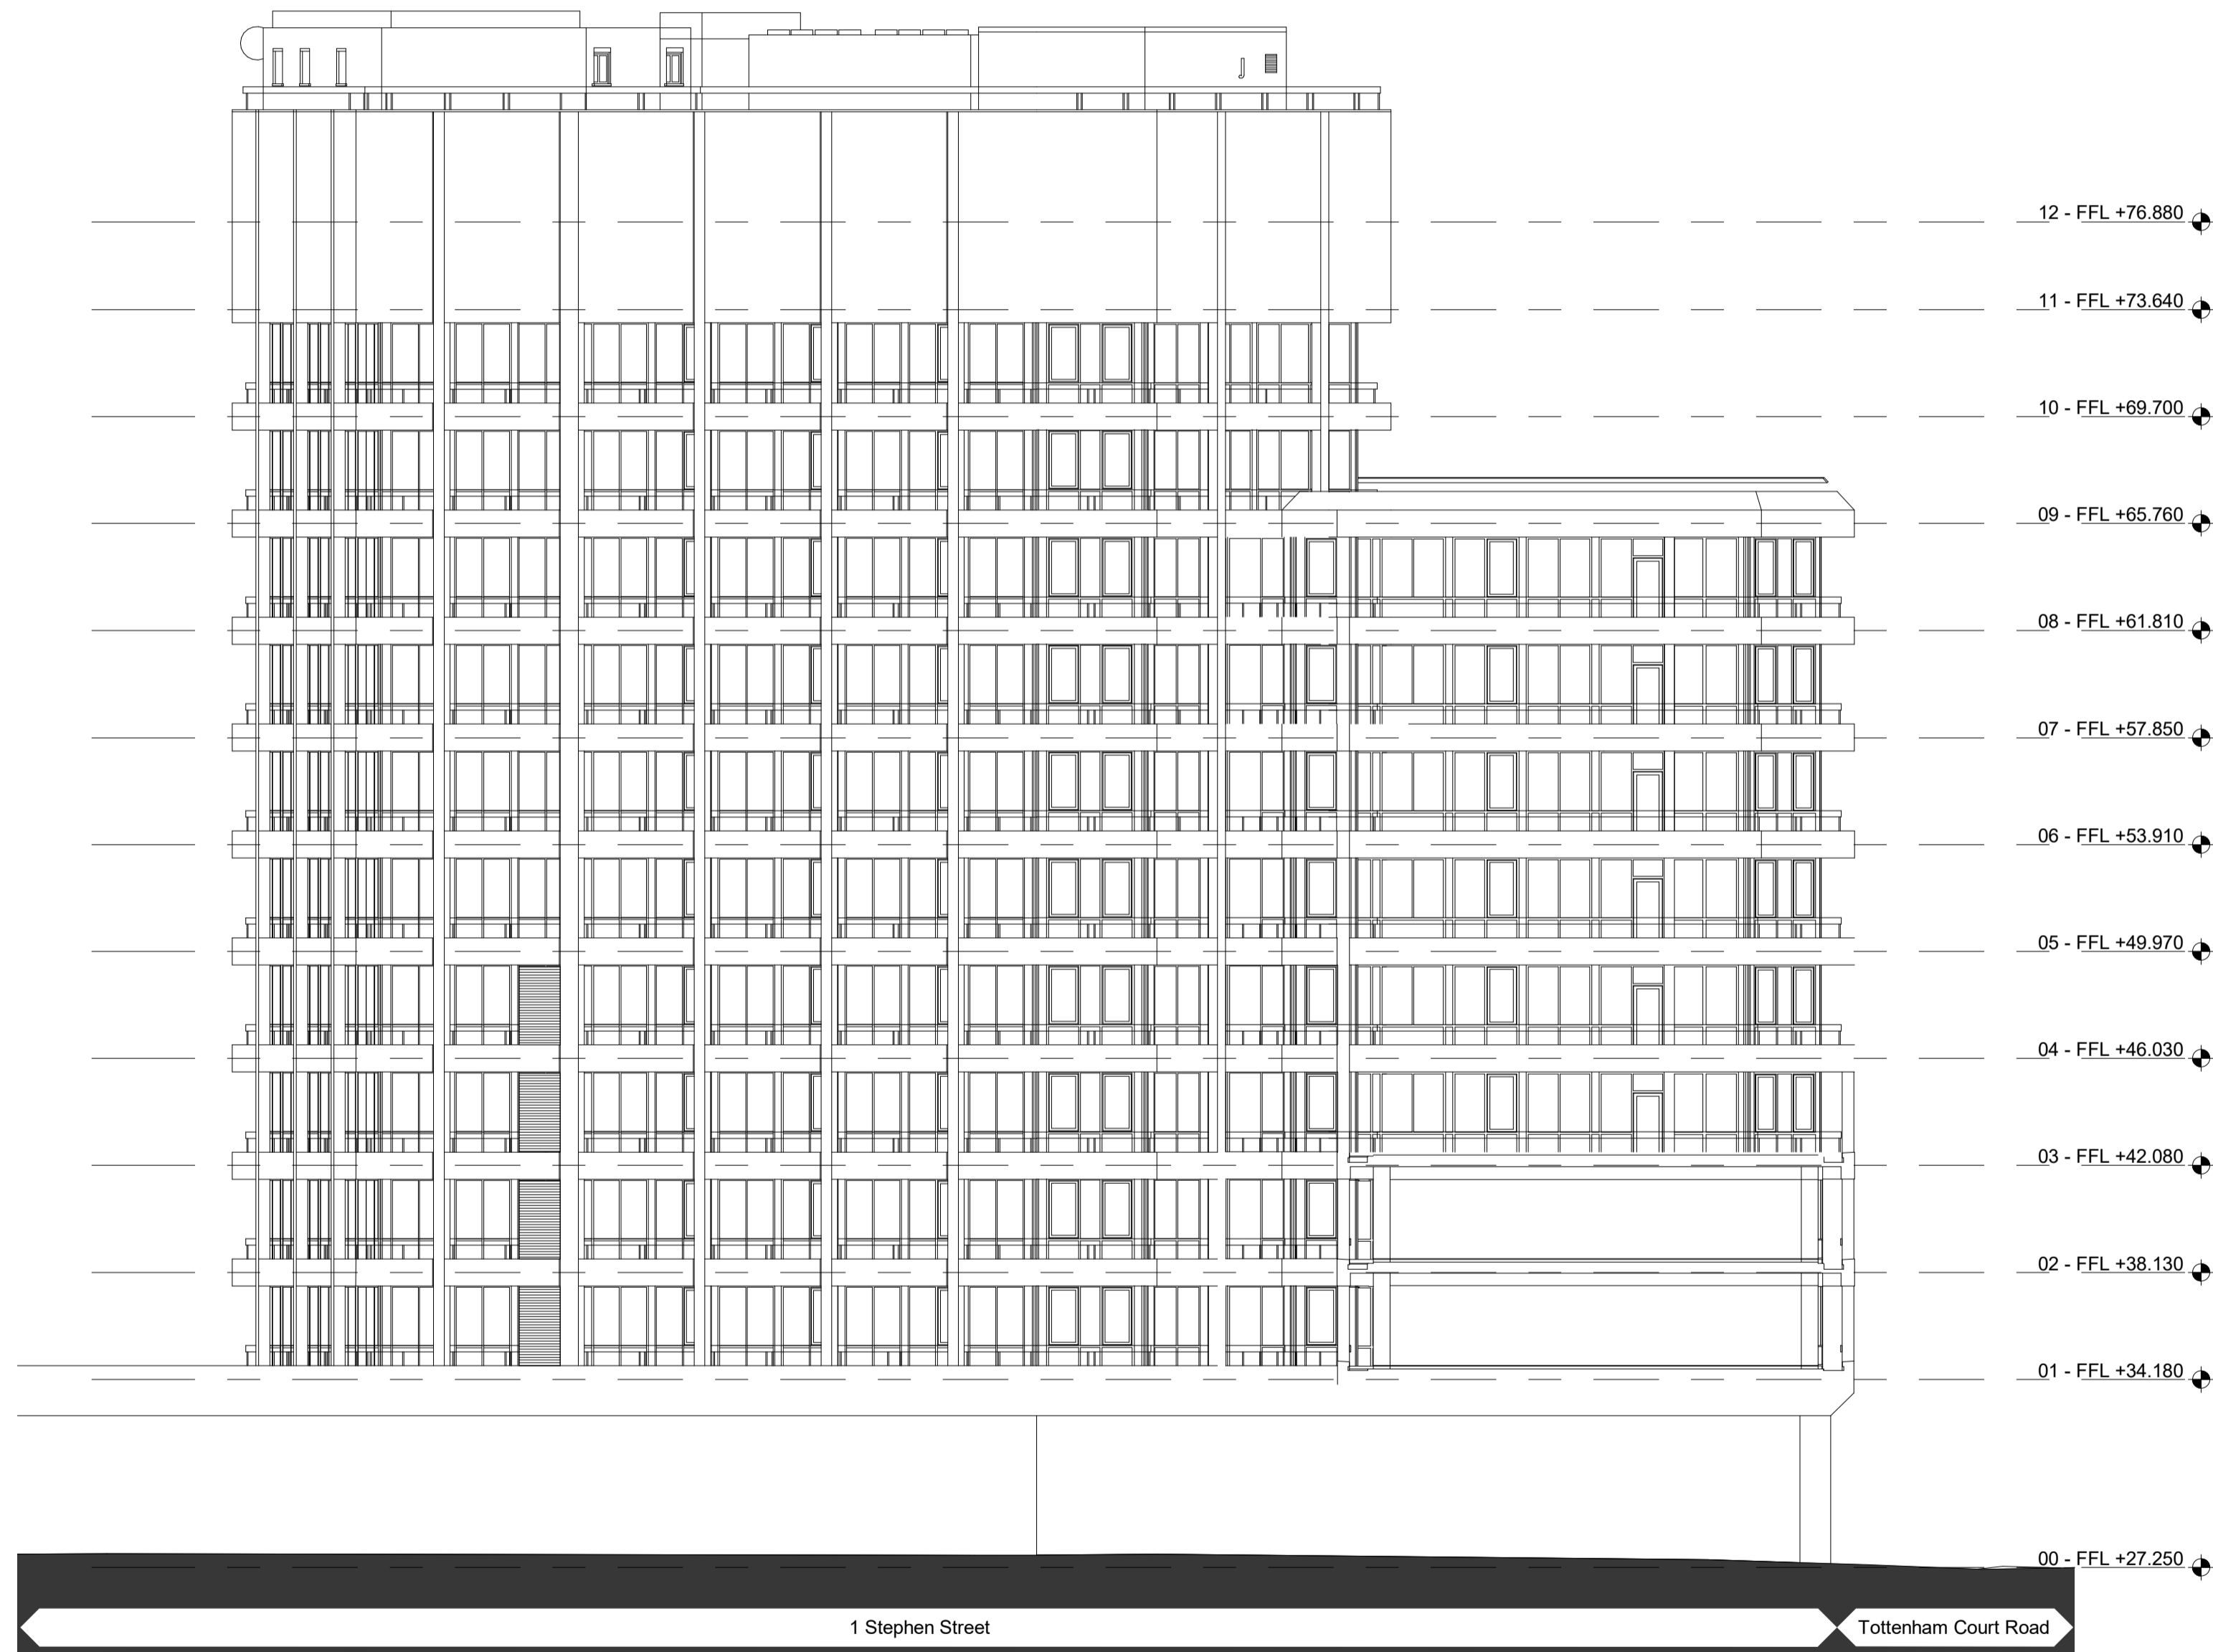 12 - FFL +76.880
11 - FFL +73.640
10 - FFL +69.700
09 - FFL +65.760
08 - FFL +61.810
07 - FFL +57.850
06 - FFL +53.910
05 - FFL +49.970
04 - FFL +46.030
03 - FFL +42.080
02 - FFL +38.130
01 - FFL +34.180
00 - FFL +27.250
1 Stephen Street
Tottenham Court Road